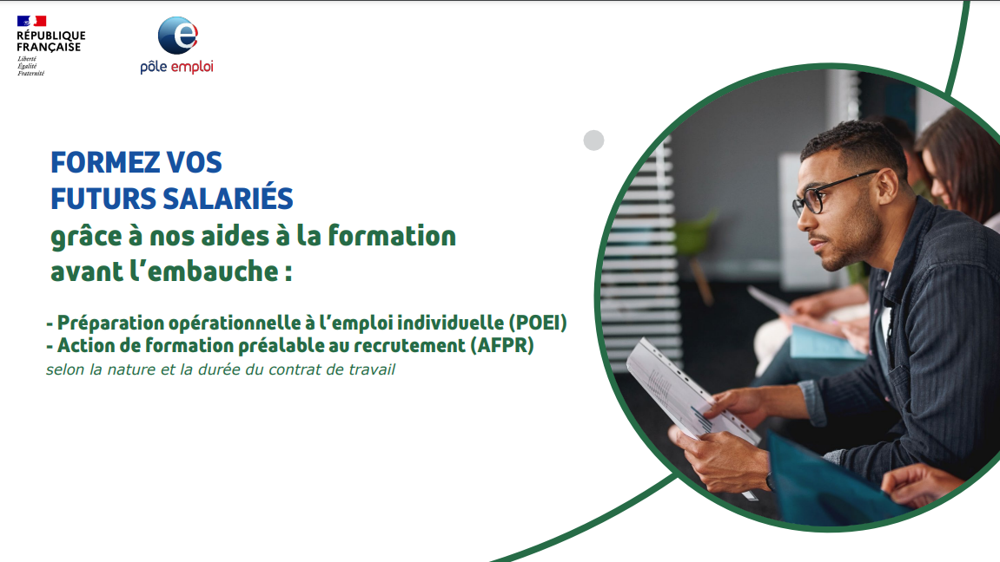 RÉPUBLIQUE
FRANÇAISE
Liberté
Égalité
Fraternité
pôle emploi
FORMEZ VOS
FUTURS SALARIÉS
grâce à nos aides à la formation
avant l’embauche :
- Préparation opérationnelle à l’emploi individuelle (POEI)
- Action de formation préalable au recrutement (AFPR)
selon la nature et la durée du contrat de travail